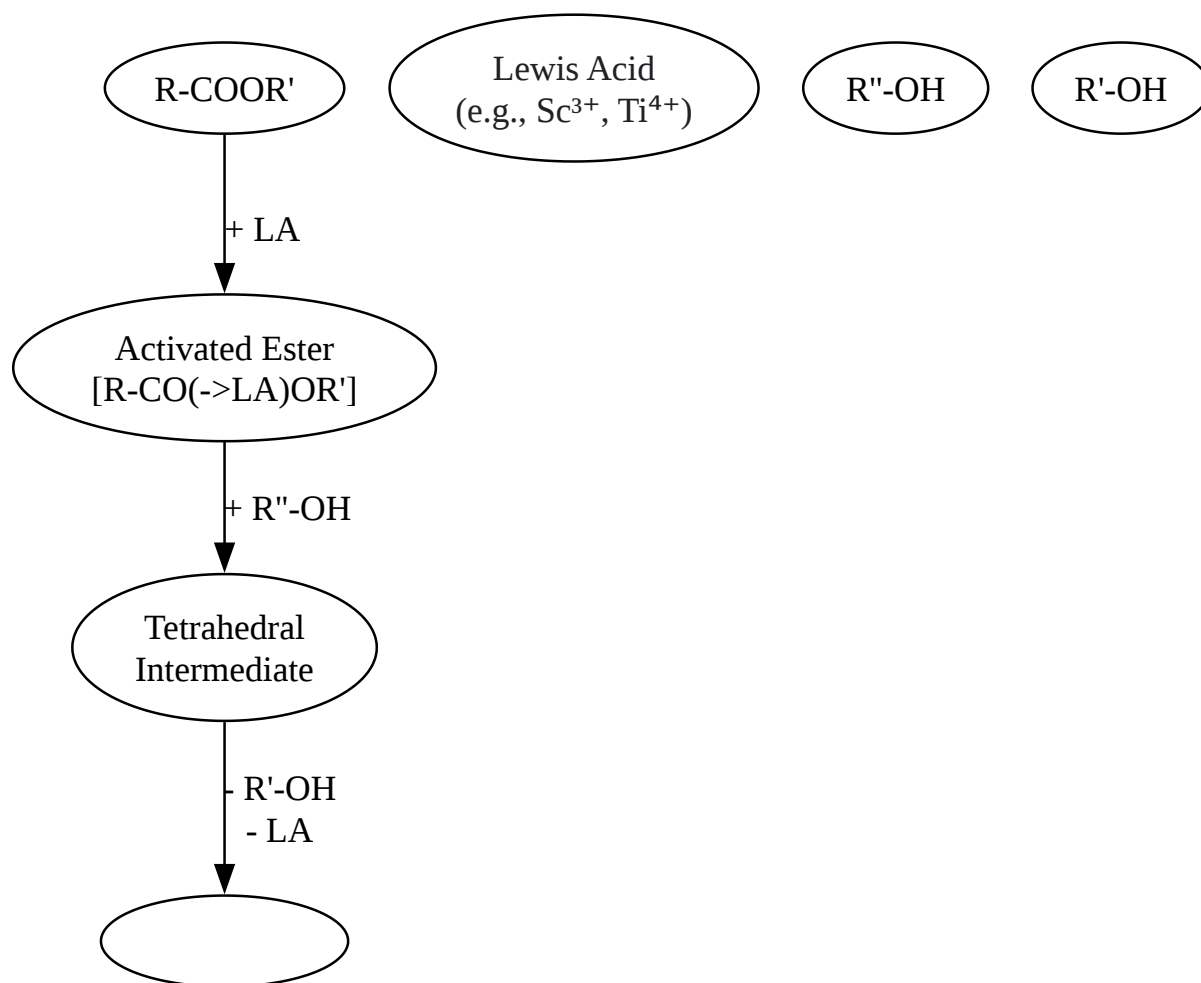 R-COOR'
Lewis Acid
(e.g., Sc³⁺, Ti⁴⁺)
R"-OH
R'-OH
+ LA
Activated Ester
[R-CO(->LA)OR']
+ R"-OH
Tetrahedral
Intermediate
- R'-OH
- LA